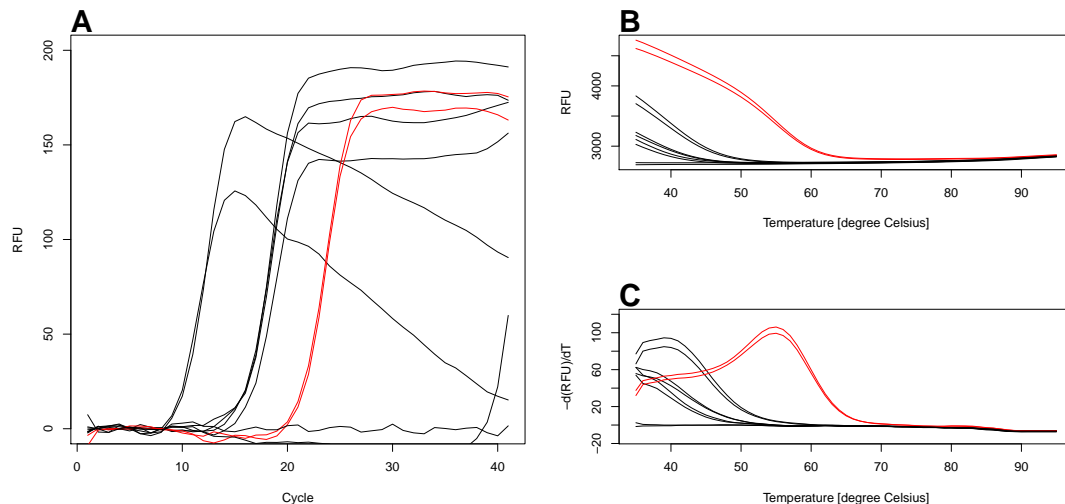 A
RFU
200
150
100
50
0
0 10 20 30 40
Cycle
B
RFU
4000
3000
40 50 60 70 80 90
Temperature [degree Celsius]
C
−d(RFU)/dT
100
60
20
−20
40 50 60 70 80 90
Temperature [degree Celsius]